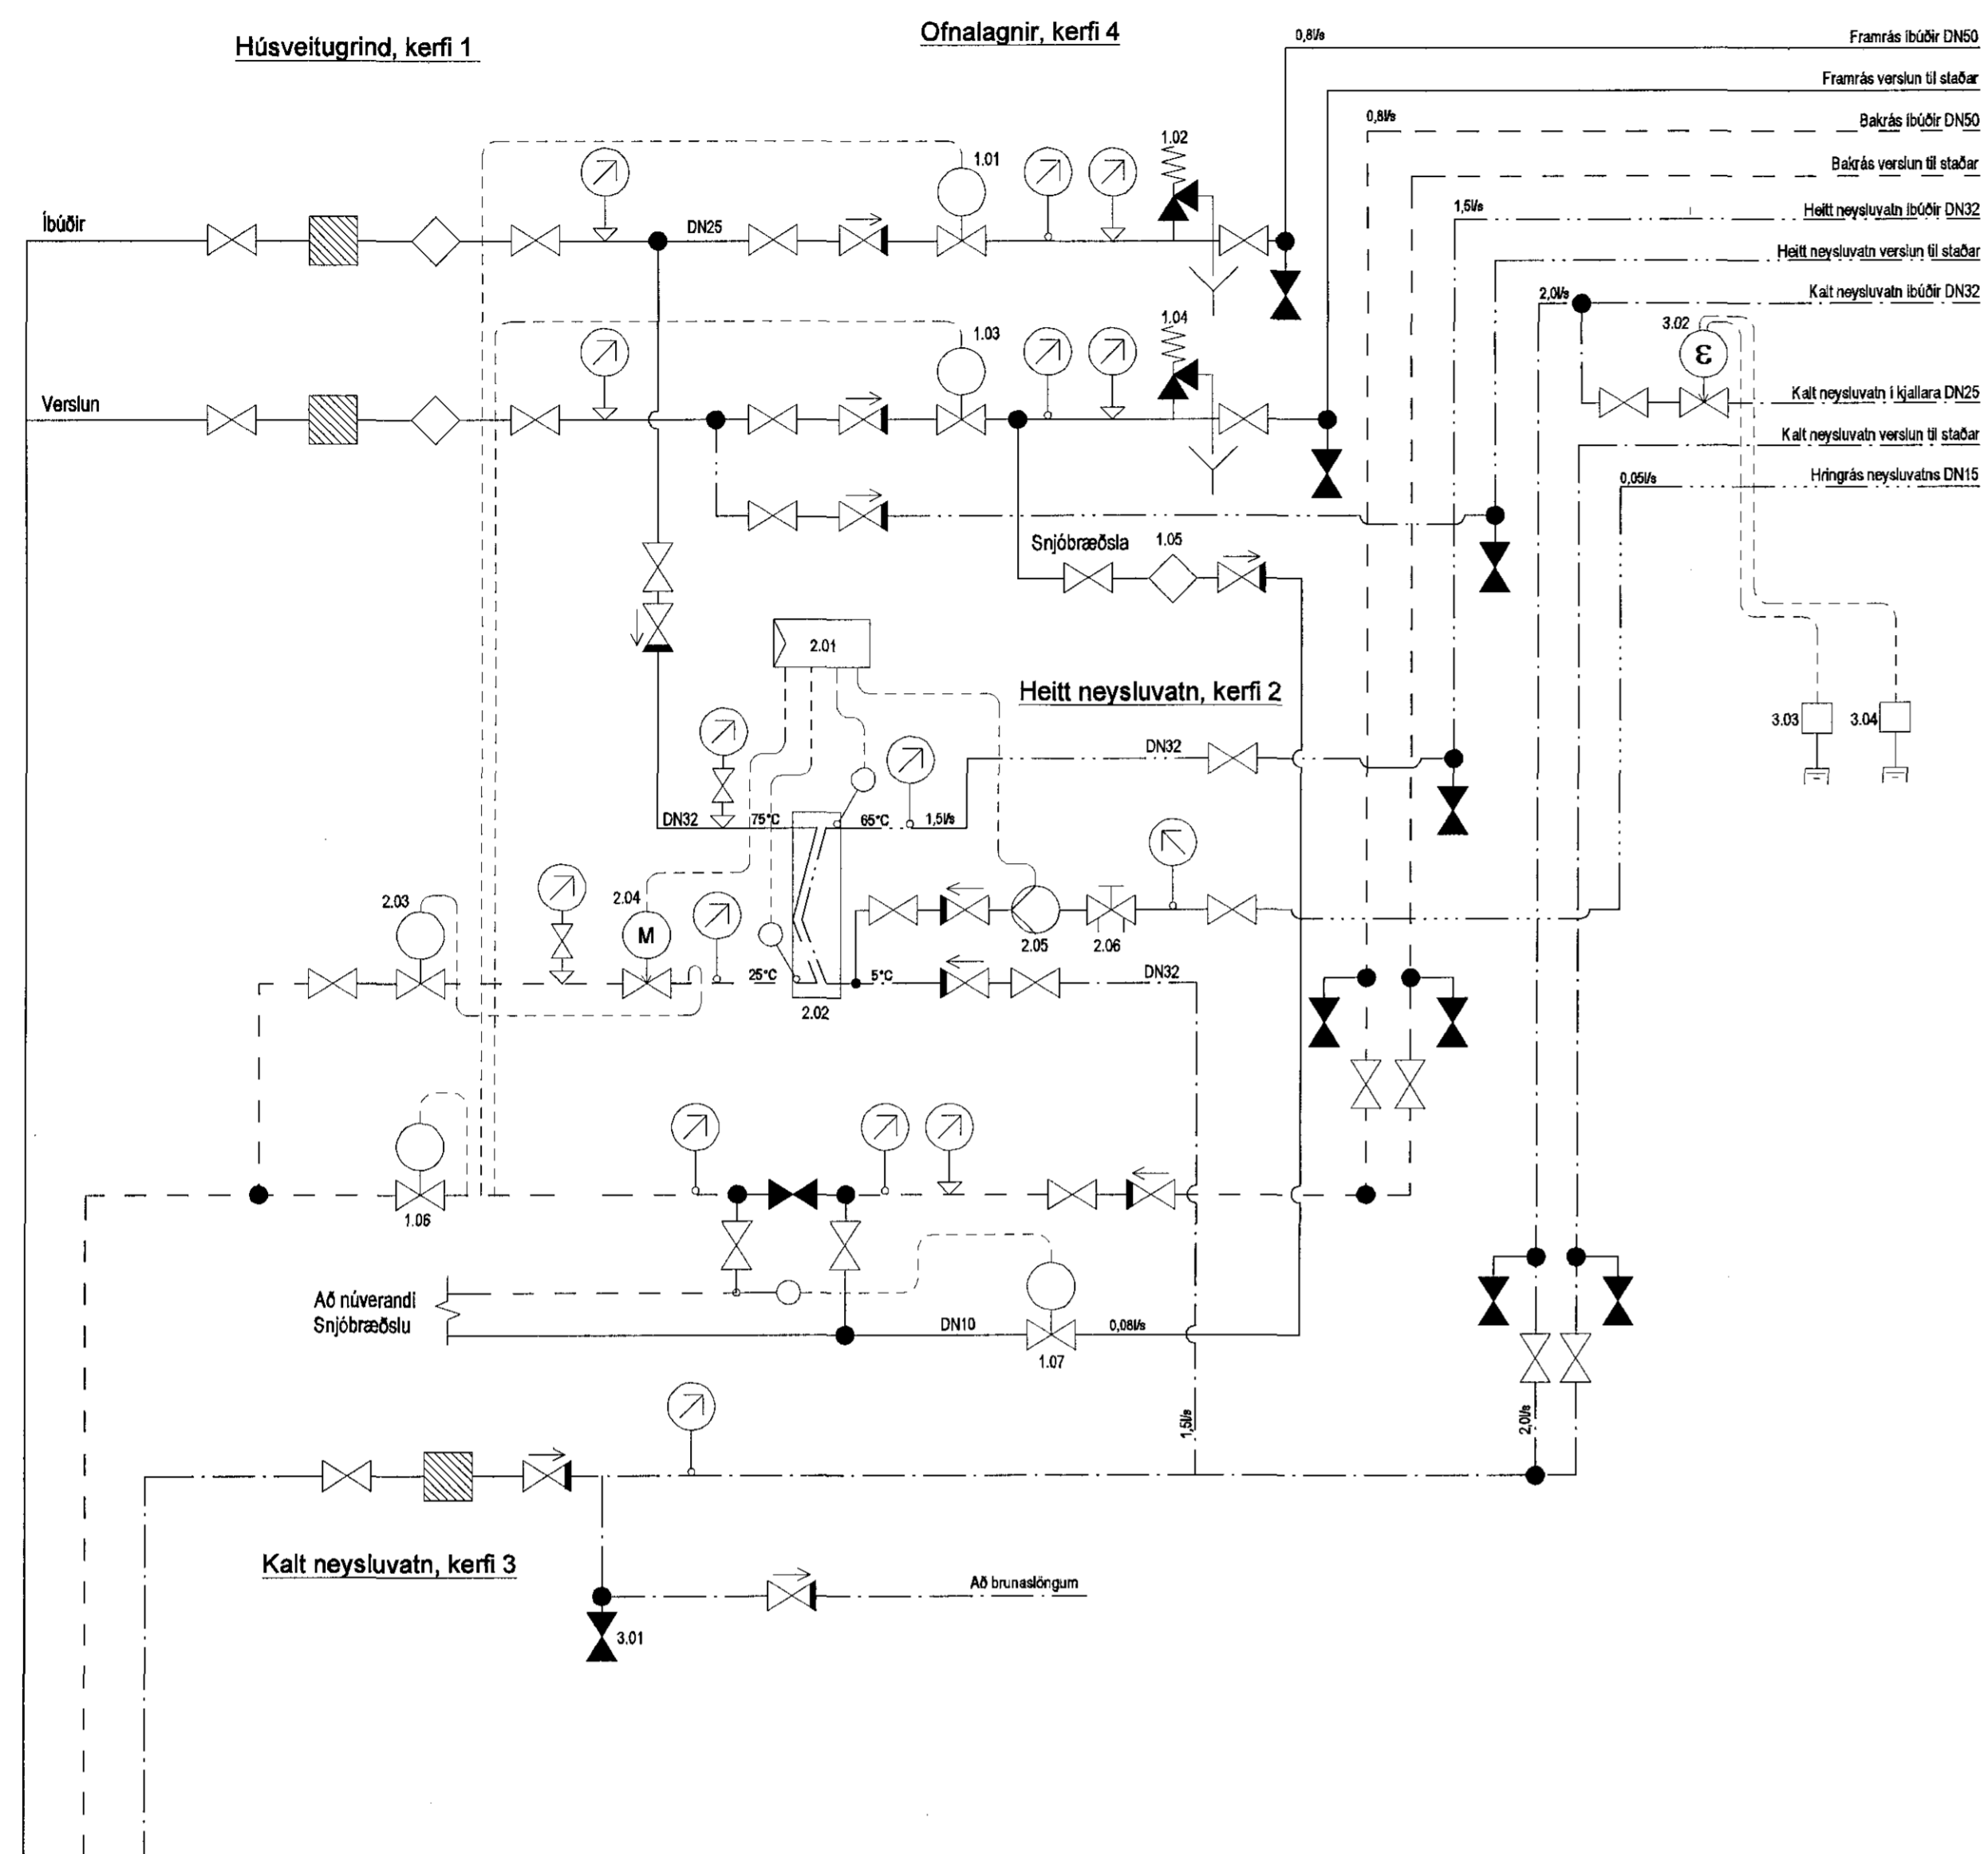 Húsveitugrind, kerfi 1
Ofnalagnir, kerfi 4
0,8l/s
Framrás íbúðir DN50
Framrás verslun til staðar
0,8l/s
Bakrás íbúðir DN50
1.02
1.01
Bakrás verslun til staðar
1,5l/s
Heitt neysluvatn íbúðir DN32
Íbúðir
DN25
Heitt neysluvatn verslun til staðar
2,0l/s
Kalt neysluvatn íbúðir DN32
1.04
1.03
3.02
ε
Kalt neysluvatn í kjallara DN25
Verslun
Kalt neysluvatn verslun til staðar
0,05l/s
Hringrás neysluvatns DN15
Snjóbræðsla
1.05
2.01
Heitt neysluvatn, kerfi 2
3.03
3.04
DN32
DN32
75°C
65°C
1,5l/s
2.03
2.04
M
2.05
2.06
25°C
5°C
DN32
2.02
1.06
Að núverandi
Snjóbræðslu
DN10
0,08l/s
1.07
1,5l/s
2,0l/s
Kalt neysluvatn, kerfi 3
Að brunaslöngum
3.01